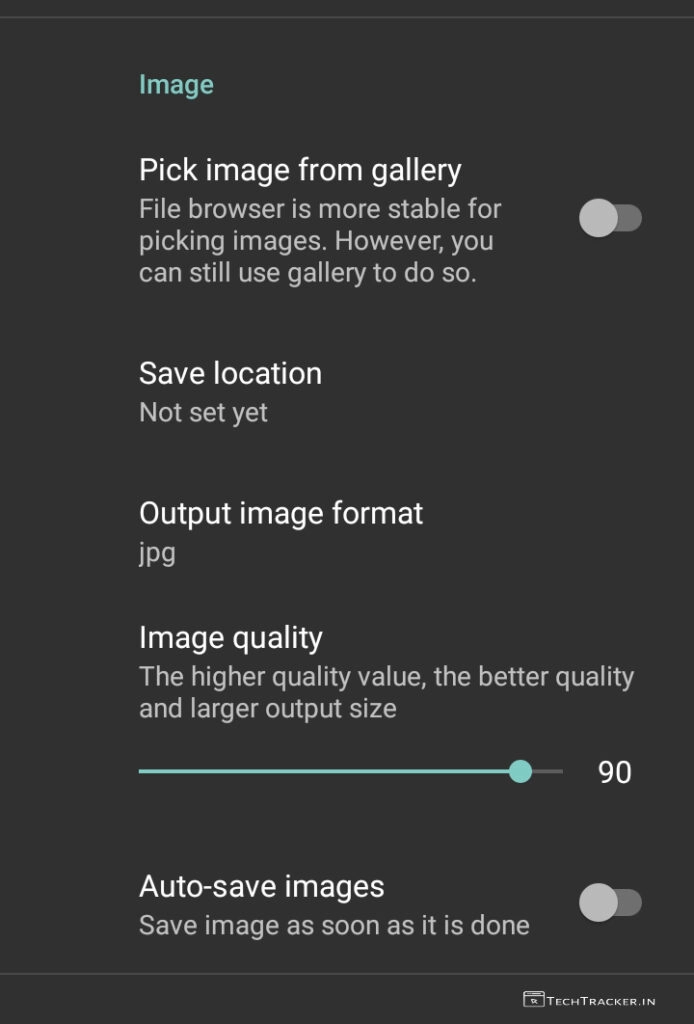 Image
Pick image from gallery
File browser is more stable for
picking images. However, you
can still use gallery to do so.
Save location
Not set yet
Output image format
jpg
Image quality
The higher quality value, the better quality
and larger output size
90
Auto-save images
Save image as soon as it is done
TECHTRACKER.IN